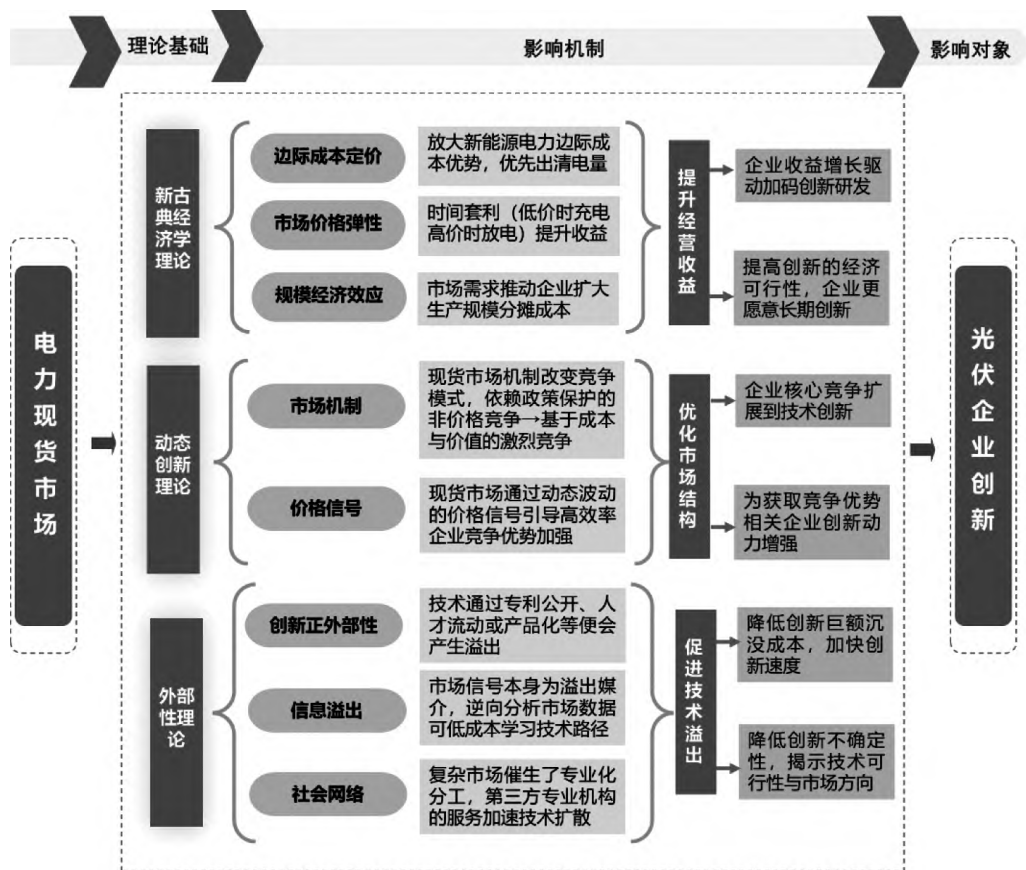 理论基础
影响机制
影响对象
电力现货市场
新古
典经
济学
理论
边际成本定价
放大新能源电力边际成
本优势，优先出清电量
市场价格弹性
时间套利（低价时充电
高价时放电）提升收益
规模经济效应
市场需求推动企业扩大
生产规模分摊成本
提升经营收益
企业收益增长驱
动加码创新研发
提高创新的经济
可行性，企业更
愿意长期创新
动态
创新
理论
市场机制
现货市场机制改变竞争
模式，依赖政策保护的
非价格竞争→基于成本
与价值的激烈竞争
价格信号
现货市场通过动态波动
的价格信号引导高效率
企业竞争优势加强
优化市场结构
企业核心竞争扩
展到技术创新
为获取竞争优势
相关企业创新动
力增强
外部
性理
论
创新正外部性
技术通过专利公开、人
才流动或产品化等便会
产生溢出
信息溢出
市场信号本身为溢出媒
介，逆向分析市场数据
可低成本学习技术路径
社会网络
复杂市场催生了专业化
分工，第三方专业机构
的服务加速技术扩散
促进技术溢出
降低创新巨额沉
没成本，加快创
新速度
降低创新不确定
性，揭示技术可
行性与市场方向
光伏企业创新